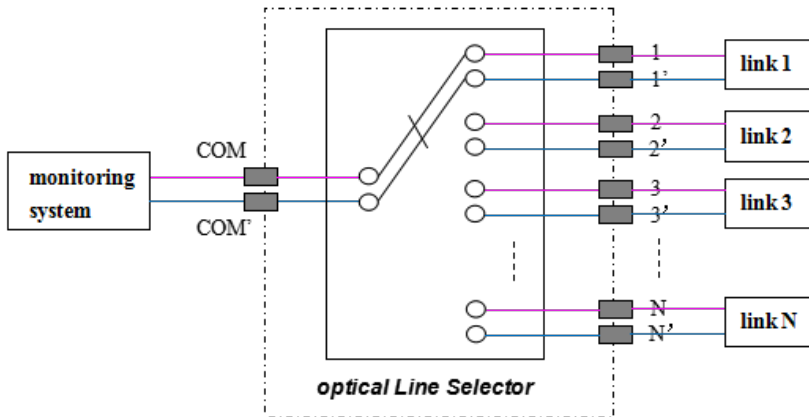 1
1’
link 1
2
2’
link 2
COM
monitoring
system
COM’
3
3’
link 3
N
N’
link N
optical Line Selector